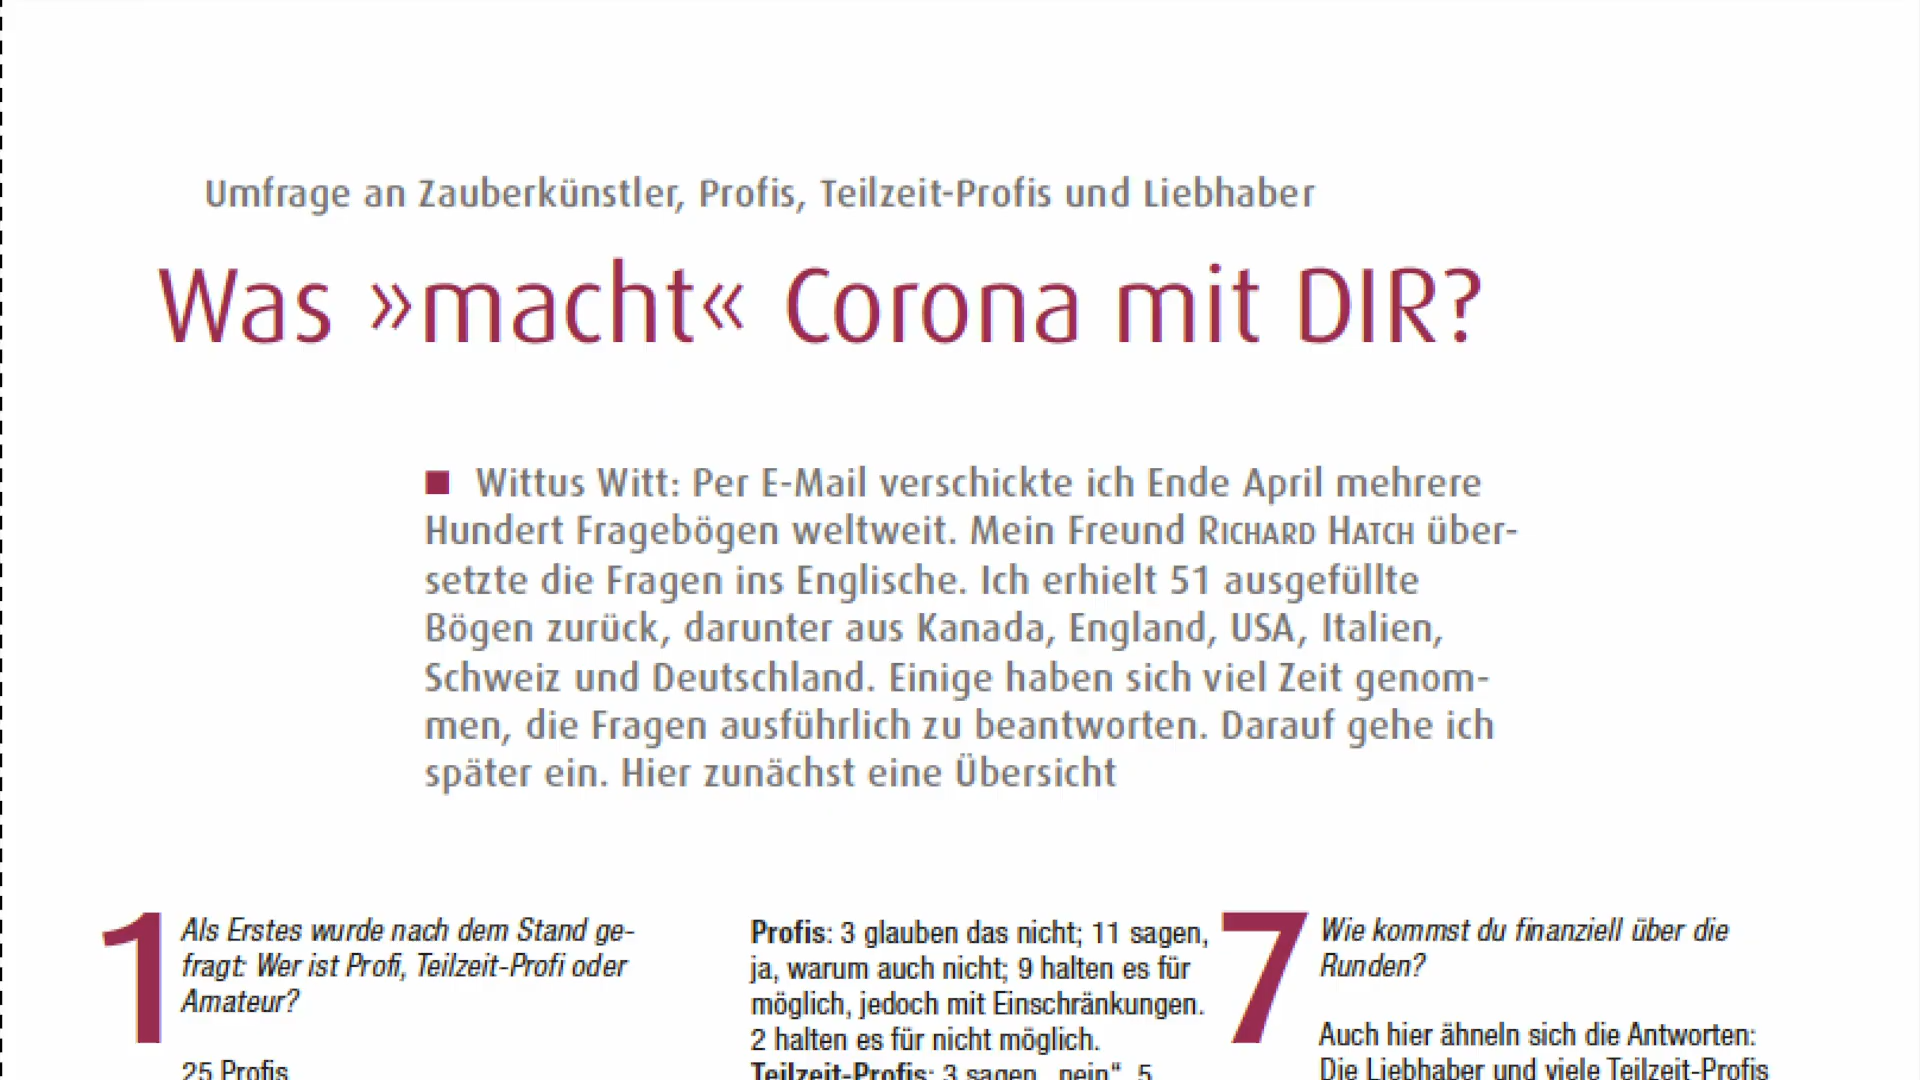 Umfrage an Zauberkünstler, Profis, Teilzeit-Profis und Liebhaber
Was »macht« Corona mit DIR?
■ Wittus Witt: Per E-Mail verschickte ich Ende April mehrere
Hundert Fragebögen weltweit. Mein Freund RICHARD HATCH über-
setzte die Fragen ins Englische. Ich erhielt 51 ausgefüllte
Bögen zurück, darunter aus Kanada, England, USA, Italien,
Schweiz und Deutschland. Einige haben sich viel Zeit genom-
men, die Fragen ausführlich zu beantworten. Darauf gehe ich
später ein. Hier zunächst eine Übersicht
1
Als Erstes wurde nach dem Stand ge-
fragt: Wer ist Profi, Teilzeit-Profi oder
Amateur?
25 Profis
Profis: 3 glauben das nicht; 11 sagen,
ja, warum auch nicht; 9 halten es für
möglich, jedoch mit Einschränkungen.
2 halten es für nicht möglich.
Teilzeit-Profis: 3 sagen „nein“, 5
7
Wie kommst du finanziell über die
Runden?
Auch hier ähneln sich die Antworten:
Die Liebhaber und viele Teilzeit-Profis